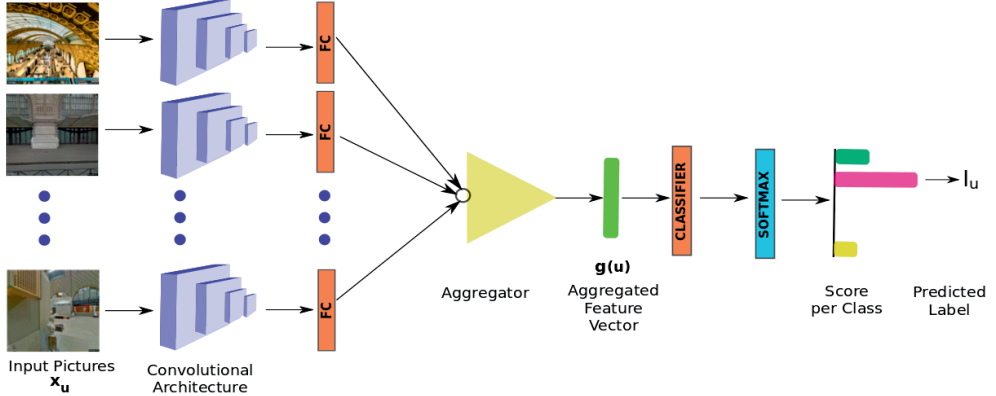 FC
FC
FC
CLASSIFIER
SOFTMAX
l_u
g(u)
Aggregator
Aggregated
Feature
Vector
Score
per Class
Predicted
Label
Input Pictures
x_u
Convolutional
Architecture